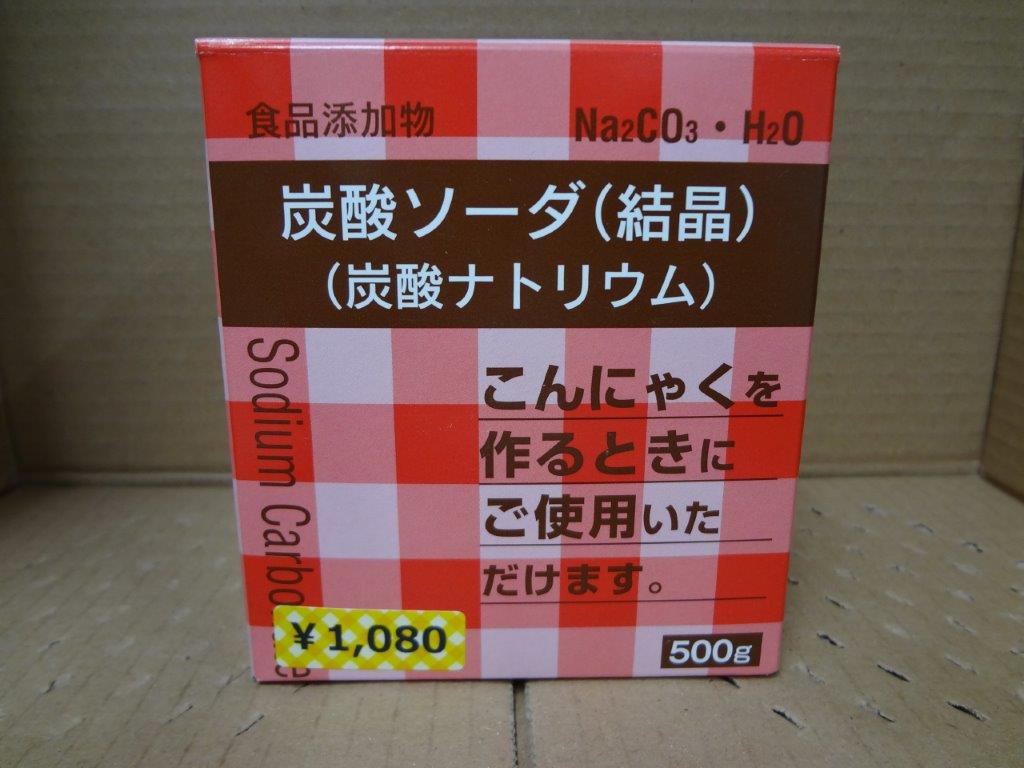 食品添加物
Na₂CO₃・H₂O
炭酸ソーダ(結晶)
(炭酸ナトリウム)
Sodium
こんにゃくを
作るときに
ご使用いた
だけます。
¥1,080
500g